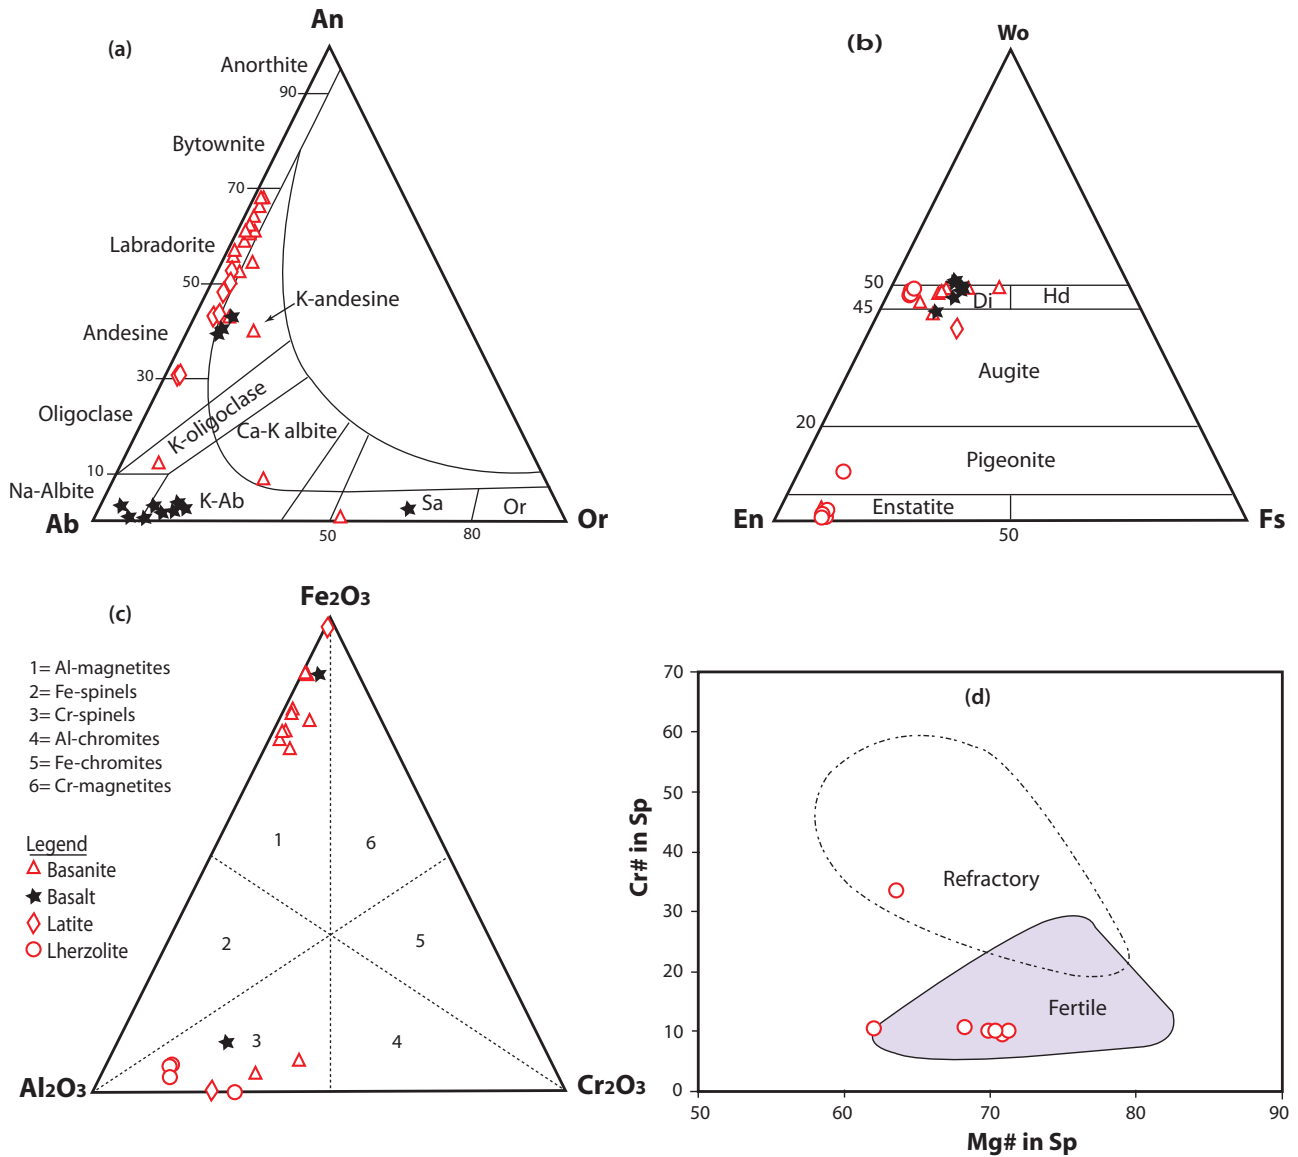 (a)
An
Anorthite
90
Bytownite
70
Labradorite
50
K-andesine
Andesine
30
Oligoclase
K-oligoclase
Ca-K albite
10
Na-Albite
K-Ab
Sa
Or
Ab
50
80
Or
(b)
Wo
50
45
Di
Hd
Augite
20
Pigeonite
Enstatite
En
50
Fs
(c)
Fe2O3
1= Al-magnetites
2= Fe-spinels
3= Cr-spinels
4= Al-chromites
5= Fe-chromites
6= Cr-magnetites
Legend
Basanite
Basalt
Latite
Lherzolite
1
6
2
5
3
4
Al2O3
Cr2O3
(d)
70
60
50
40
30
20
10
0
Cr# in Sp
Refractory
Fertile
50
60
70
80
90
Mg# in Sp